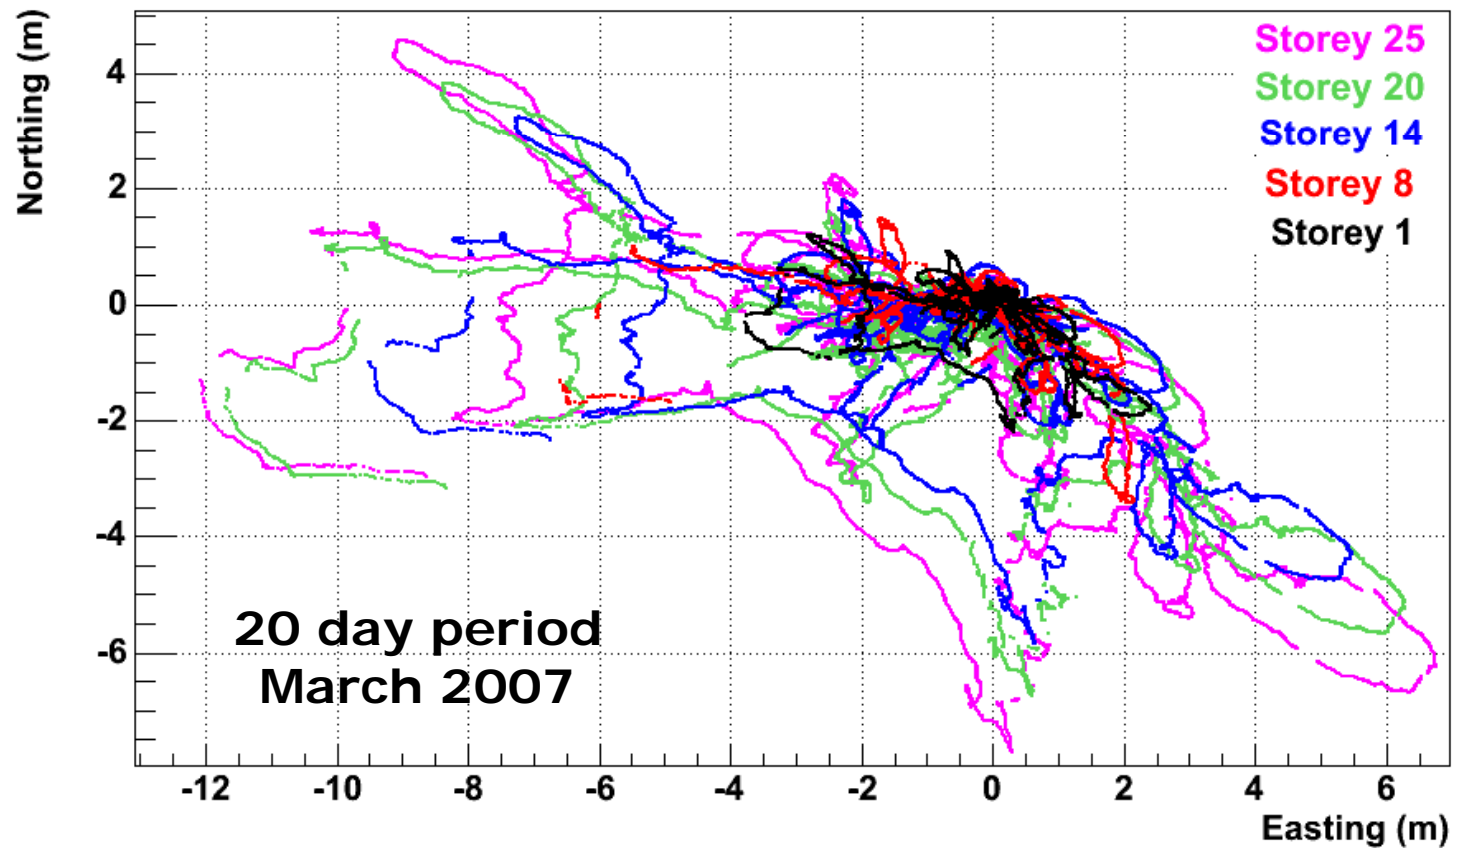 Northing (m)
4
2
0
-2
-4
-6
Storey 25
Storey 20
Storey 14
Storey 8
Storey 1
20 day period
March 2007
-12 -10 -8 -6 -4 -2 0 2 4 6
Easting (m)